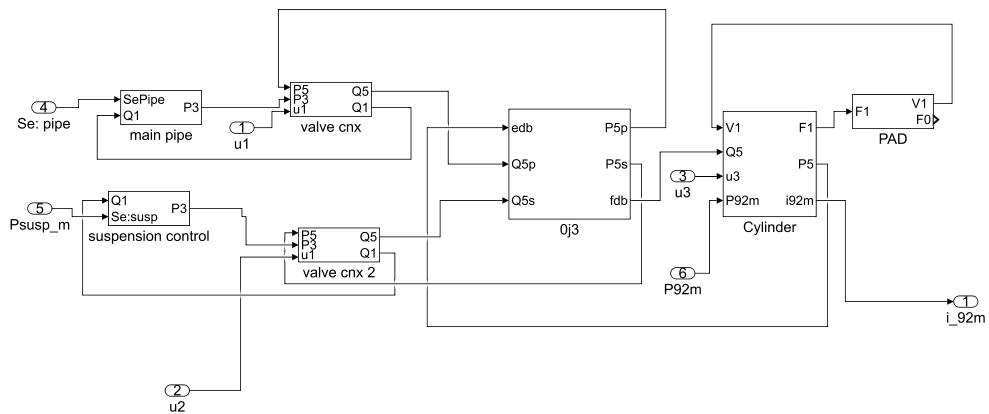 4
Se: pipe
SePipe
Q1
P3
main pipe
1
u1
P5
P3
u1
Q5
Q1
valve cnx
edb
Q5p
Q5s
P5p
P5s
fdb
0j3
V1
Q5
u3
P92m
F1
P5
i92m
Cylinder
F1
V1
F0
PAD
3
u3
5
Psusp_m
Q1
Se:susp
P3
suspension control
P5
P3
u1
Q5
Q1
valve cnx 2
6
P92m
1
i_92m
2
u2